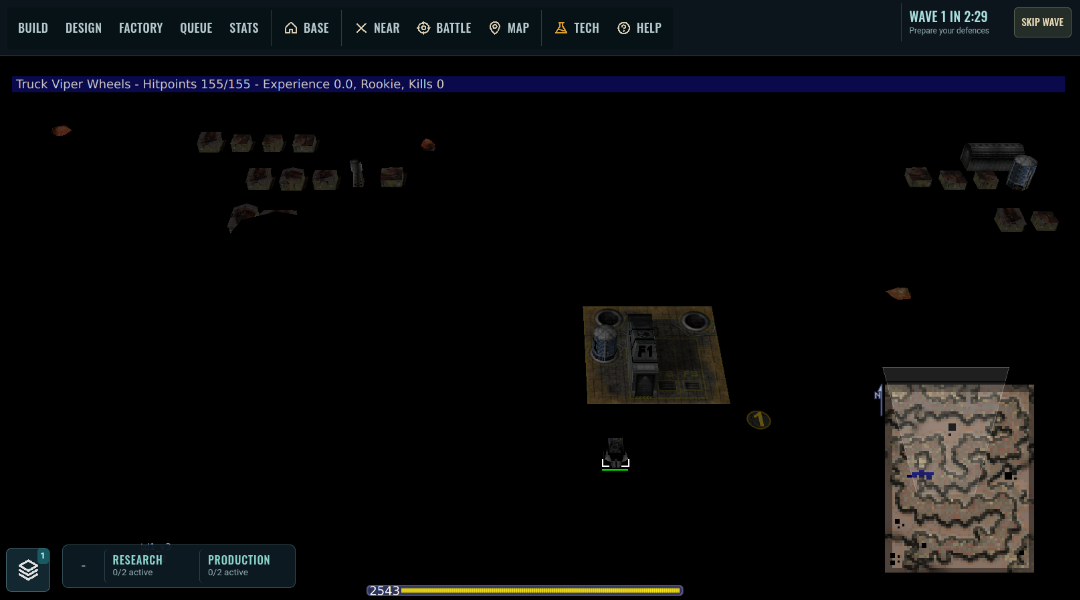 BUILD DESIGN FACTORY QUEUE STATS BASE NEAR BATTLE MAP TECH HELP
WAVE 1 IN 2:29
Prepare your defences
SKIP WAVE
Truck Viper Wheels - Hitpoints 155/155 - Experience 0.0, Rookie, Kills 0
F1
1
N
1
-
RESEARCH
0/2 active
PRODUCTION
0/2 active
2543